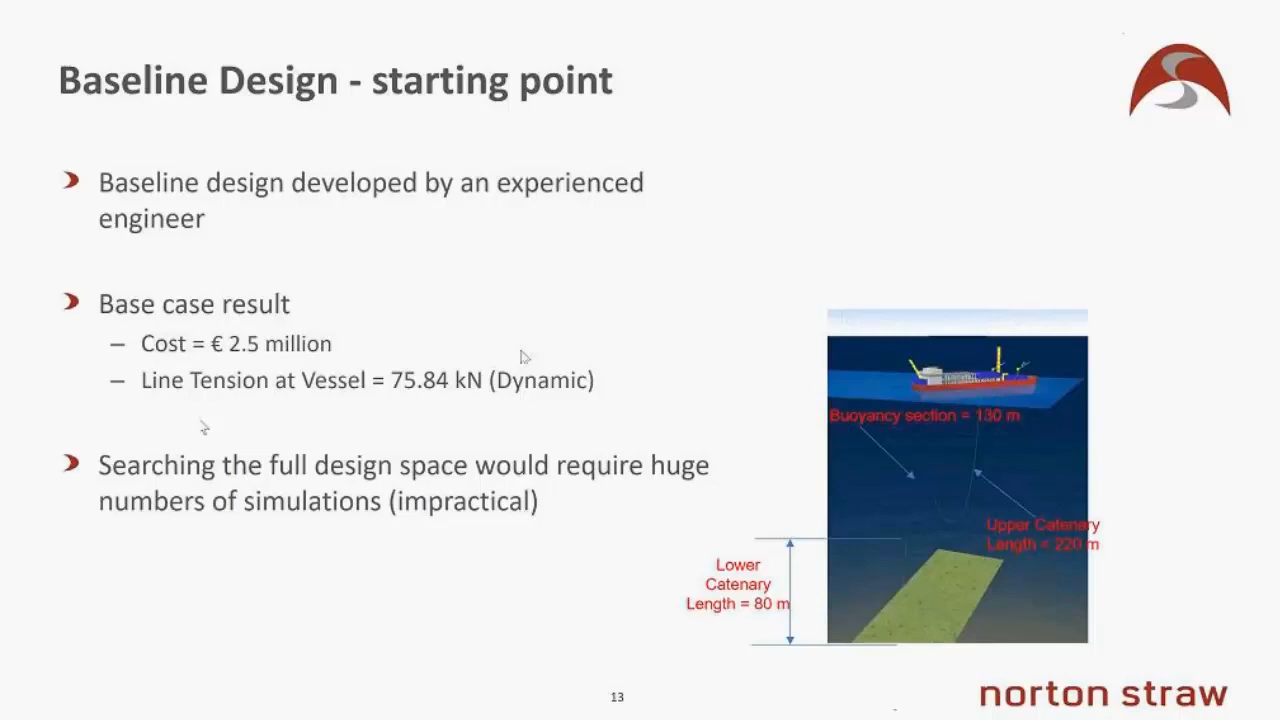 Baseline Design - starting point
Baseline design developed by an experienced
engineer
Base case result
– Cost = € 2.5 million
– Line Tension at Vessel = 75.84 kN (Dynamic)
Searching the full design space would require huge
numbers of simulations (impractical)
Buoyancy section = 130 m
Upper Catenary
Length = 220 m
Lower
Catenary
Length = 80 m
13
norton straw